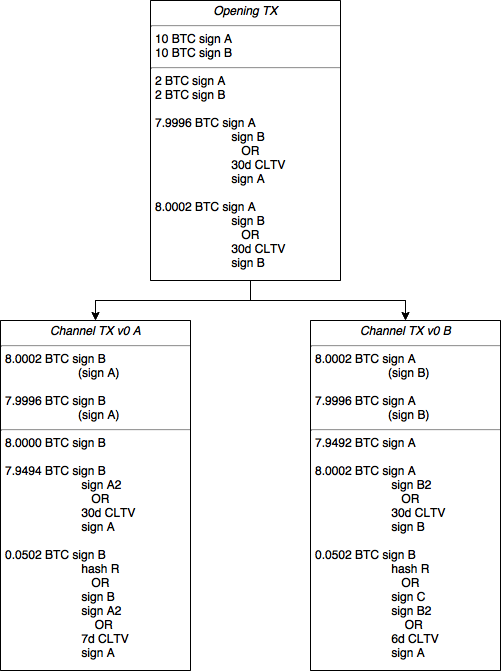 Opening TX
10 BTC sign A
10 BTC sign B
2 BTC sign A
2 BTC sign B
7.9996 BTC sign A
sign B
OR
30d CLTV
sign A
8.0002 BTC sign A
sign B
OR
30d CLTV
sign B
Channel TX v0 A
8.0002 BTC sign B
(sign A)
7.9996 BTC sign B
(sign A)
8.0000 BTC sign B
7.9494 BTC sign B
sign A2
OR
30d CLTV
sign A
0.0502 BTC sign B
hash R
OR
sign B
sign A2
OR
7d CLTV
sign A
Channel TX v0 B
8.0002 BTC sign A
(sign B)
7.9996 BTC sign A
(sign B)
7.9492 BTC sign A
8.0002 BTC sign A
sign B2
OR
30d CLTV
sign B
0.0502 BTC sign B
hash R
OR
sign C
sign B2
OR
6d CLTV
sign A